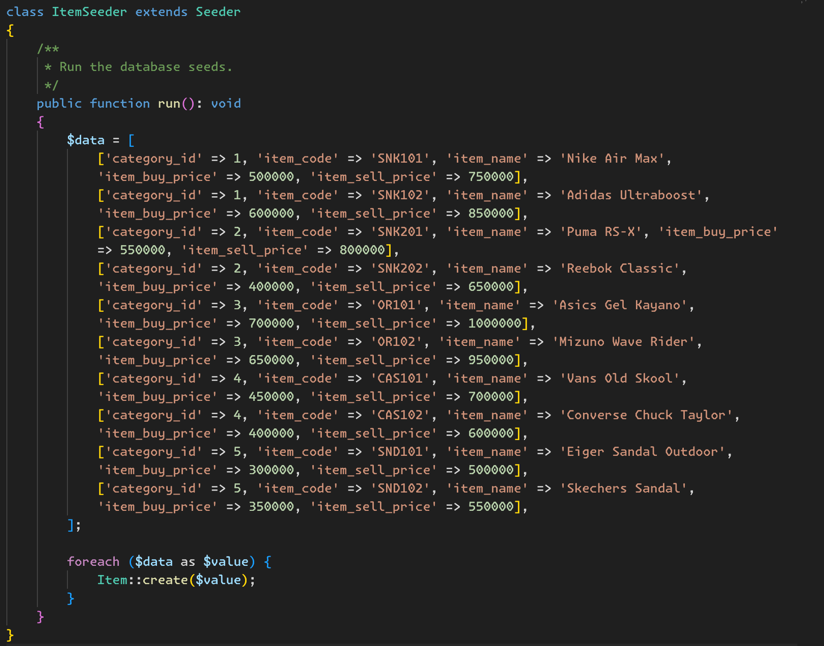 class ItemSeeder extends Seeder
{
    /**
     * Run the database seeds.
     */
    public function run(): void
    {
        $data = [
            ['category_id' => 1, 'item_code' => 'SNK101', 'item_name' => 'Nike Air Max',
            'item_buy_price' => 500000, 'item_sell_price' => 750000],
            ['category_id' => 1, 'item_code' => 'SNK102', 'item_name' => 'Adidas Ultraboost',
            'item_buy_price' => 600000, 'item_sell_price' => 850000],
            ['category_id' => 2, 'item_code' => 'SNK201', 'item_name' => 'Puma RS-X', 'item_buy_price'
            => 550000, 'item_sell_price' => 800000],
            ['category_id' => 2, 'item_code' => 'SNK202', 'item_name' => 'Reebok Classic',
            'item_buy_price' => 400000, 'item_sell_price' => 650000],
            ['category_id' => 3, 'item_code' => 'OR101', 'item_name' => 'Asics Gel Kayano',
            'item_buy_price' => 700000, 'item_sell_price' => 1000000],
            ['category_id' => 3, 'item_code' => 'OR102', 'item_name' => 'Mizuno Wave Rider',
            'item_buy_price' => 650000, 'item_sell_price' => 950000],
            ['category_id' => 4, 'item_code' => 'CAS101', 'item_name' => 'Vans Old Skool',
            'item_buy_price' => 450000, 'item_sell_price' => 700000],
            ['category_id' => 4, 'item_code' => 'CAS102', 'item_name' => 'Converse Chuck Taylor',
            'item_buy_price' => 400000, 'item_sell_price' => 600000],
            ['category_id' => 5, 'item_code' => 'SND101', 'item_name' => 'Eiger Sandal Outdoor',
            'item_buy_price' => 300000, 'item_sell_price' => 500000],
            ['category_id' => 5, 'item_code' => 'SND102', 'item_name' => 'Skechers Sandal',
            'item_buy_price' => 350000, 'item_sell_price' => 550000],
        ];

        foreach ($data as $value) {
            Item::create($value);
        }
    }
}